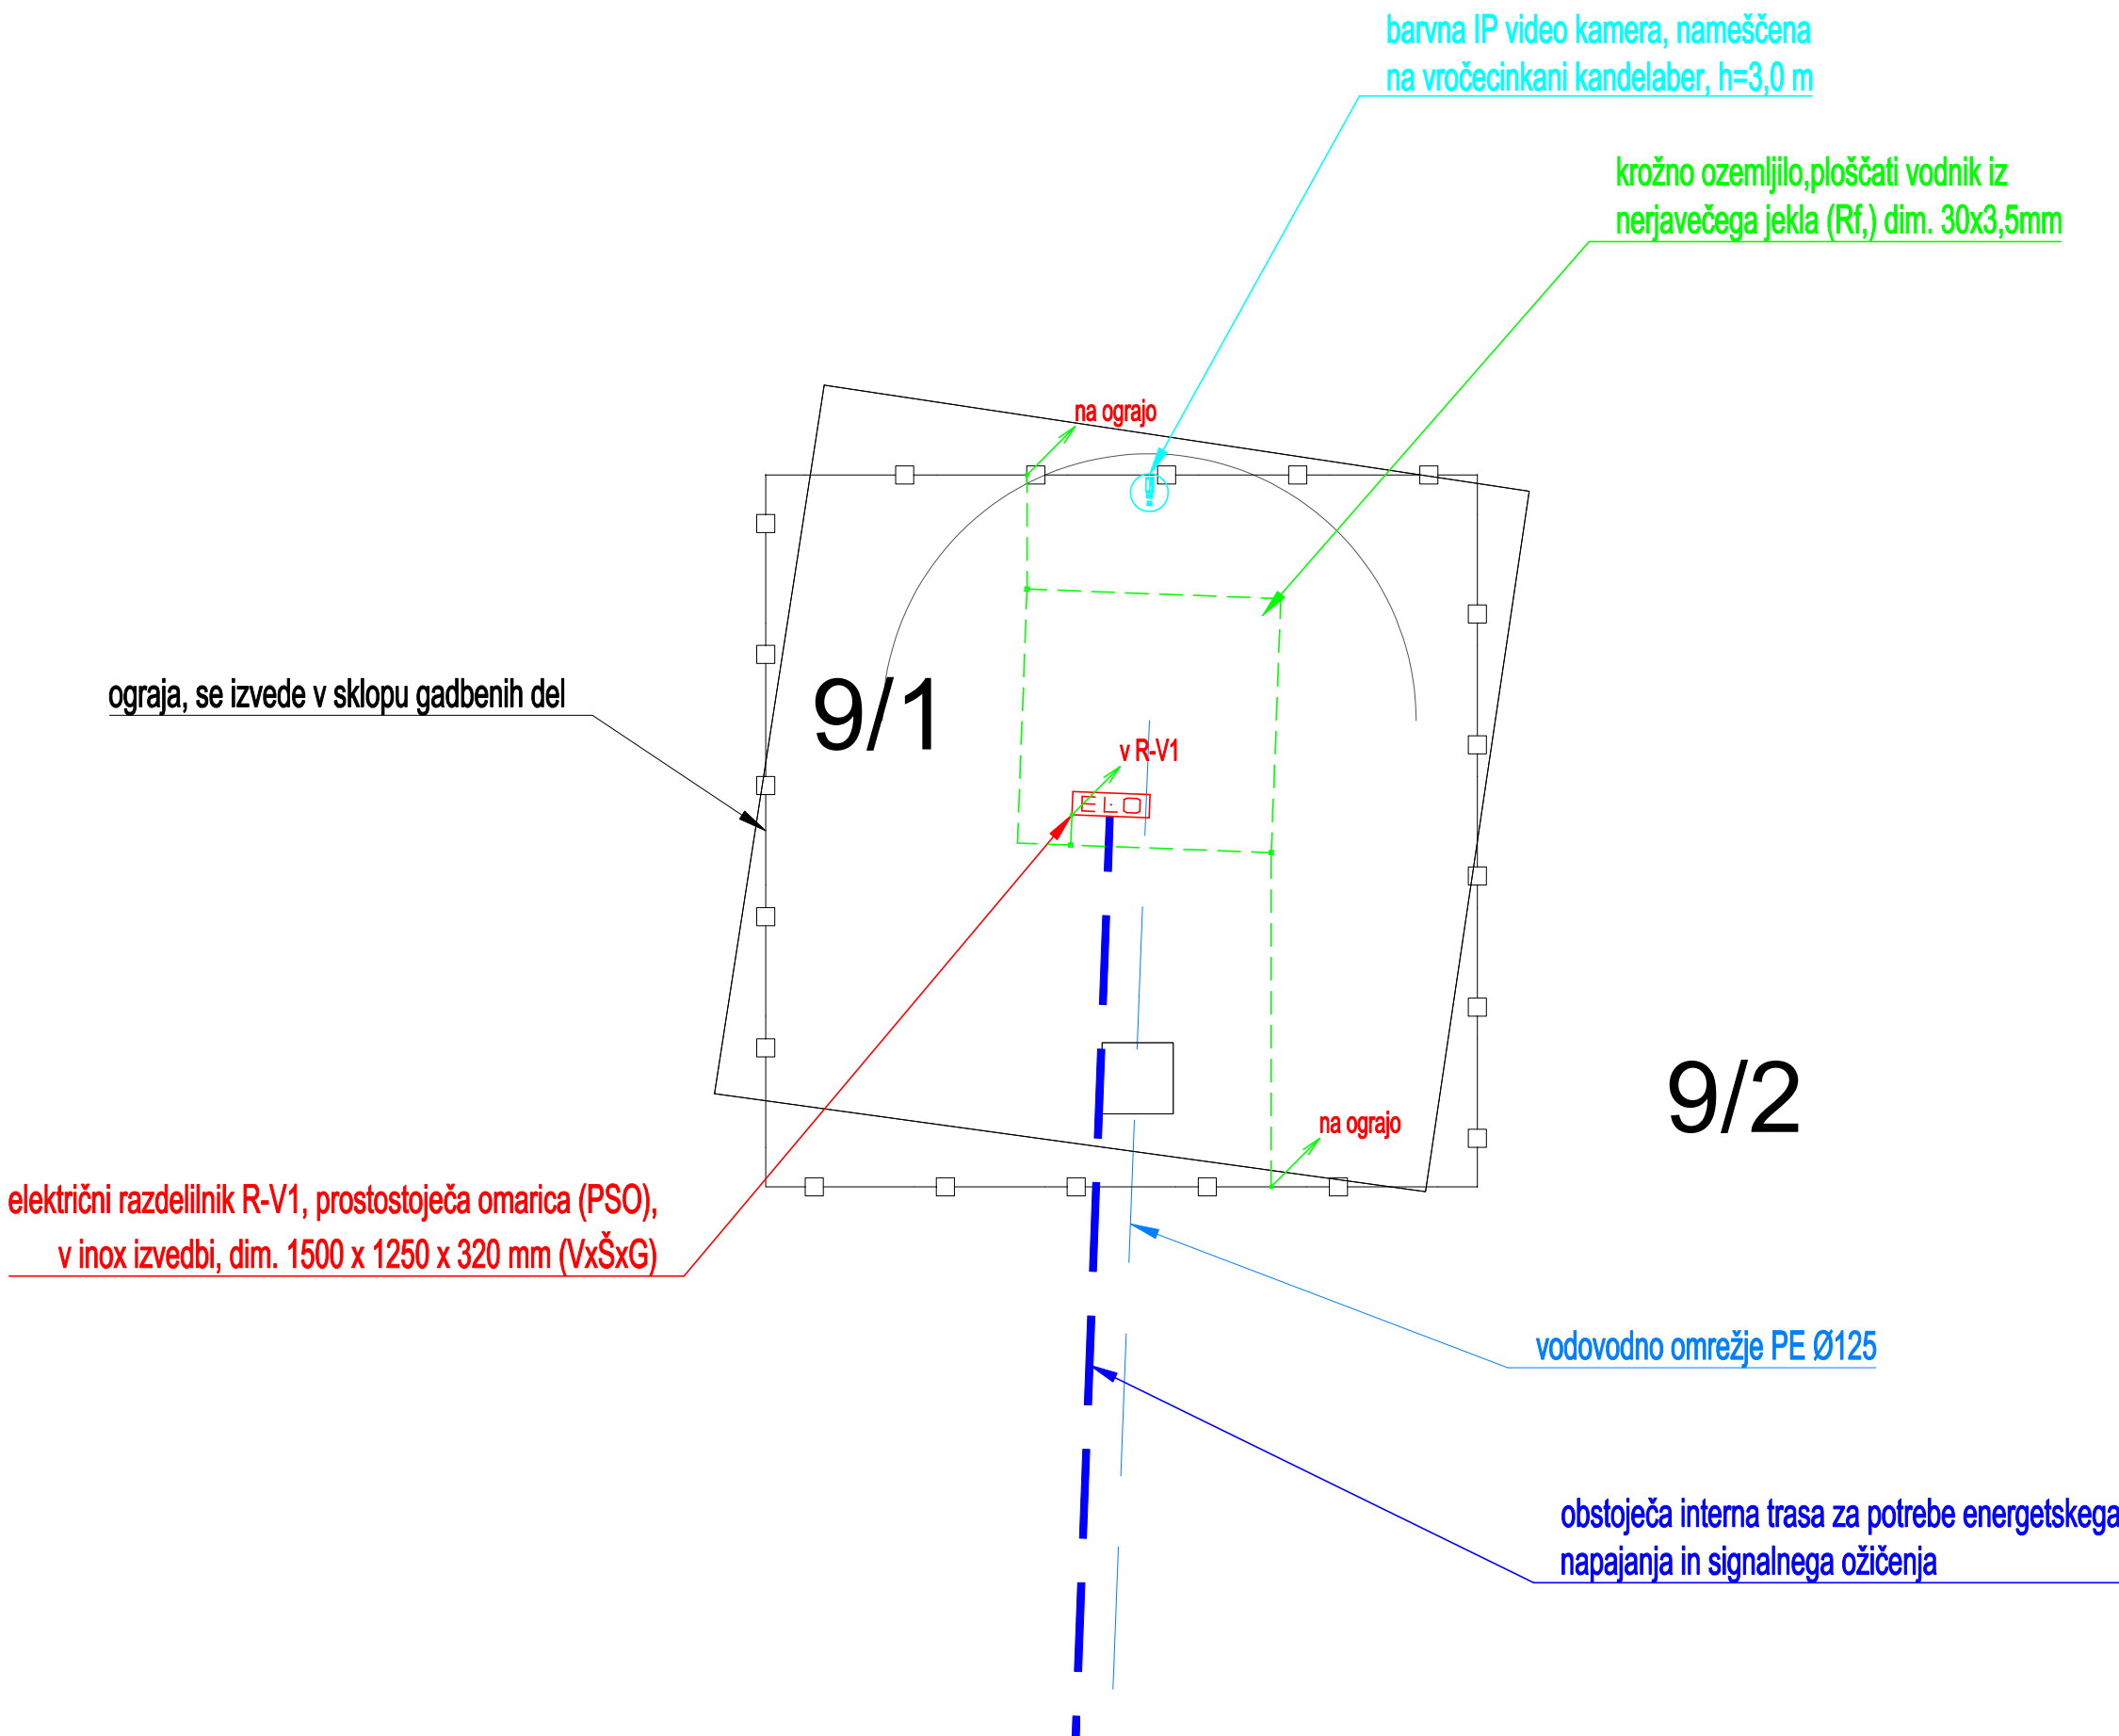 barvna IP video kamera, nameščena
na vročecinkani kandelaber, h=3,0 m
krožno ozemljilo,ploščati vodnik iz
nerjavečega jekla (Rf,) dim. 30x3,5mm
na ograjo
ograja, se izvede v sklopu gadbenih del
9/1
v R-V1
9/2
na ograjo
električni razdelilnik R-V1, prostostoječa omarica (PSO),
v inox izvedbi, dim. 1500 x 1250 x 320 mm (VxŠxG)
vodovodno omrežje PE Ø125
obstoječa interna trasa za potrebe energetskega
napajanja in signalnega ožičenja